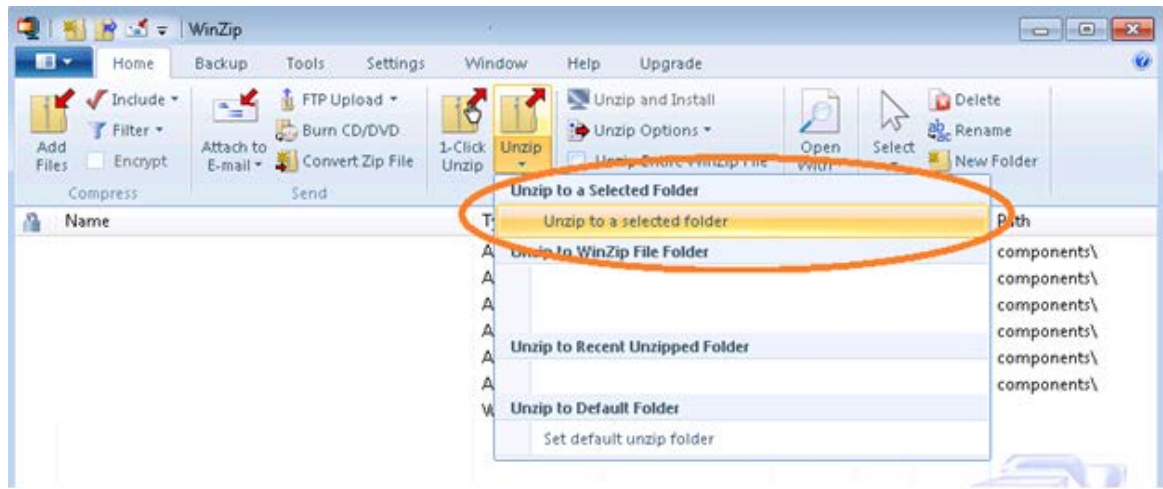 WinZip
Home Backup Tools Settings Window Help Upgrade
Add Files
Include
Filter
Encrypt
Compress
Attach to E-mail
FTP Upload
Burn CD/DVD
Convert Zip File
Send
1-Click Unzip
Unzip
Unzip and Install
Unzip Options
Unzip Entire WinZip File
Open With
Select
Delete
Rename
New Folder
Name
Path
Unzip to a Selected Folder
Unzip to a selected folder
Unzip to WinZip File Folder
Unzip to Recent Unzipped Folder
Unzip to Default Folder
Set default unzip folder
components\
components\
components\
components\
components\
components\